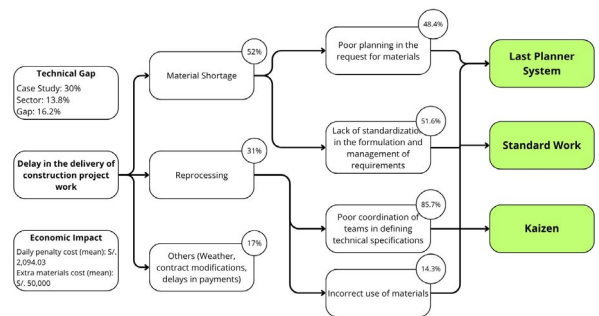 Technical Gap
Case Study: 30%
Sector: 13.8%
Gap: 16.2%
Delay in the delivery of
construction project
work
Economic Impact
Daily penalty cost (mean): S/.
2,094.03
Extra materials cost (mean):
S/. 50,000
52%
Material Shortage
31%
Reprocessing
17%
Others (Weather,
contract modifications,
delays in payments)
48.4%
Poor planning in the
request for materials
51.6%
Lack of standardization
in the formulation and
management of
requirements
85.7%
Poor coordination of
teams in defining
technical specifications
14.3%
Incorrect use of materials
Last Planner
System
Standard Work
Kaizen